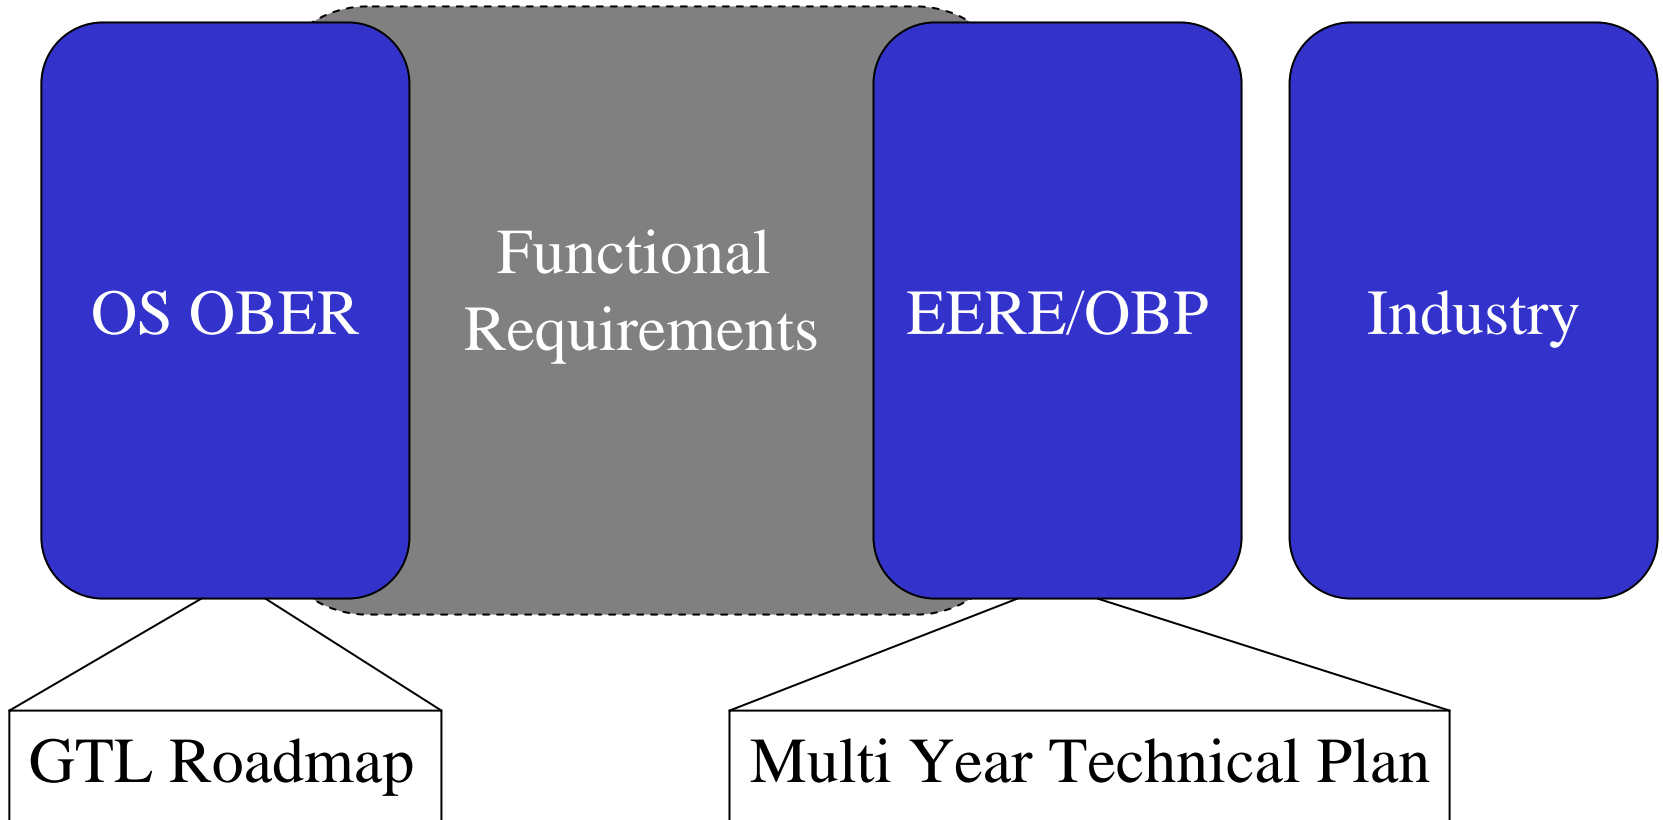 Functional
Requirements
OS OBER
EERE/OBP
Industry
GTL Roadmap
Multi Year Technical Plan